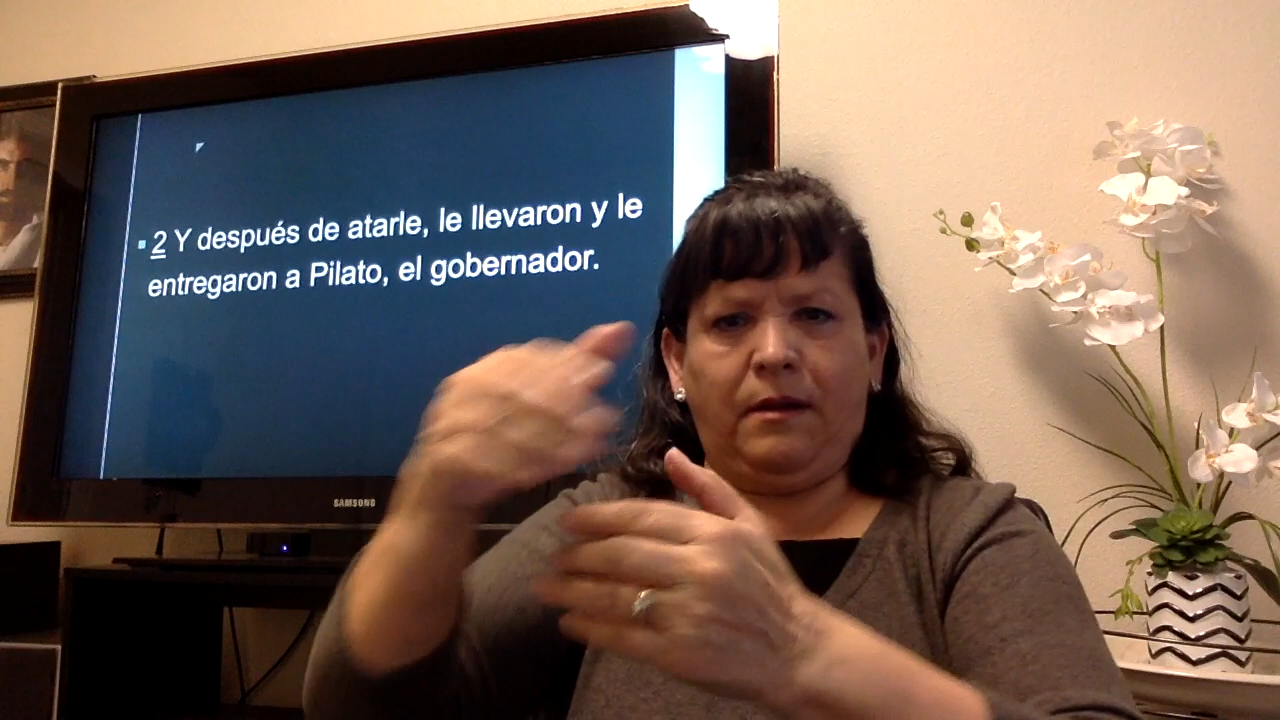 2 Y después de atarle, le llevaron y le
entregaron a Pilato, el gobernador.
SAMSUNG